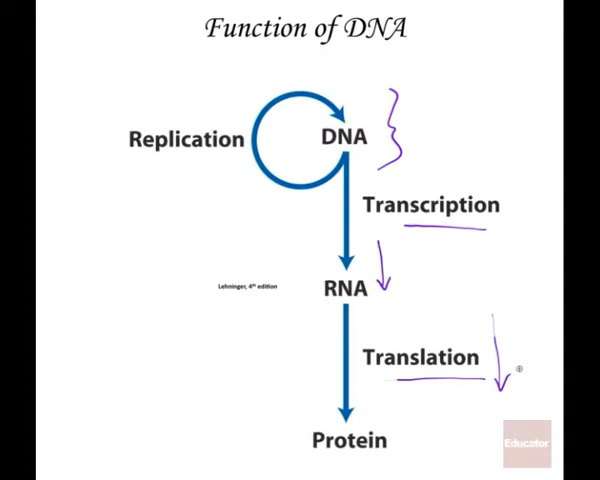 Function of DNA
Replication
DNA
Transcription
Lehninger, 4th edition
RNA
Translation
Protein
Educator